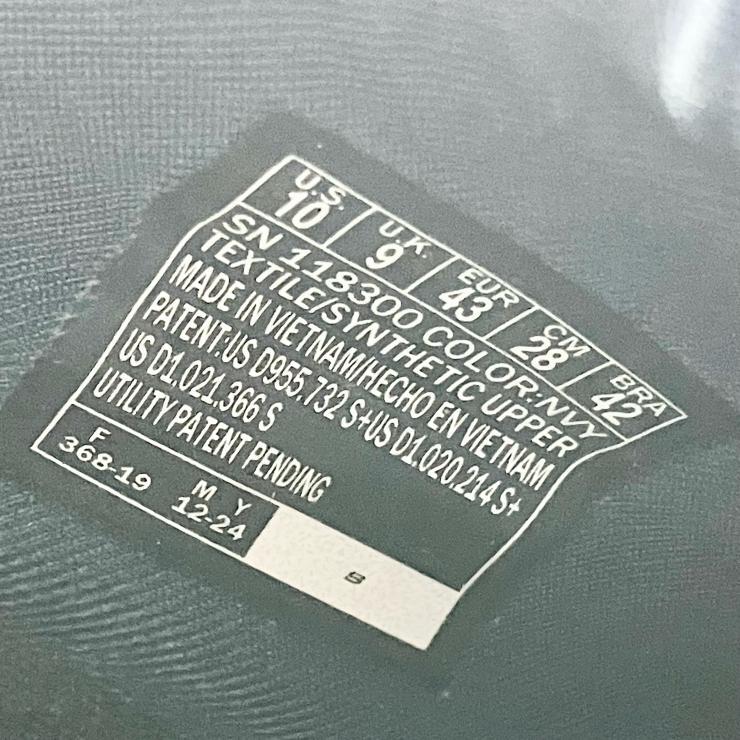 U.S. U.K. EUR CM BRA
10 9 43 28 42
SN 118300 COLOR:NVY
TEXTILE/SYNTHETIC UPPER
MADE IN VIETNAM/HECHO EN VIETNAM
PATENT:US D955,732 S+US D1,020,214 S+
US D1,021,366 S
UTILITY PATENT PENDING
F M Y
368-19 12-24
S